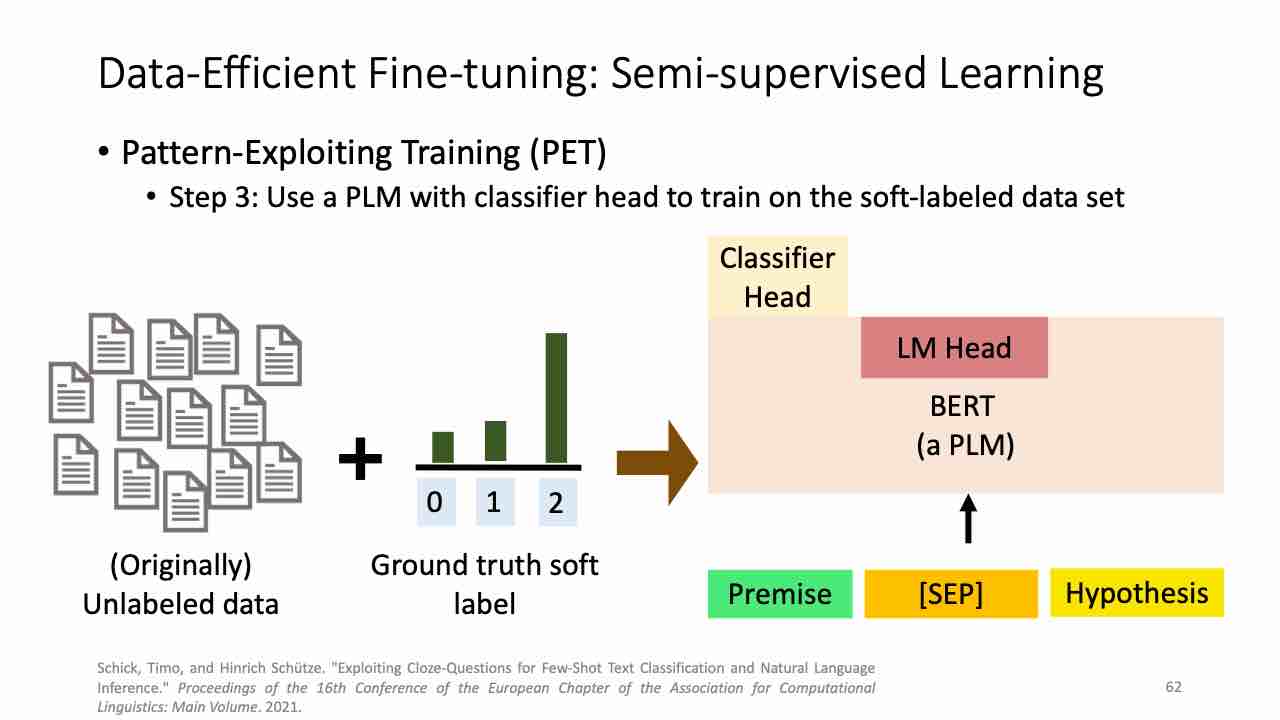 Data-Efficient Fine-tuning: Semi-supervised Learning
• Pattern-Exploiting Training (PET)
• Step 3: Use a PLM with classifier head to train on the soft-labeled data set
Classifier
Head
LM Head
BERT
(a PLM)
+
0 1 2
(Originally)
Unlabeled data
Ground truth soft
label
Premise [SEP] Hypothesis
Schick, Timo, and Hinrich Schütze. "Exploiting Cloze-Questions for Few-Shot Text Classification and Natural Language
Inference." Proceedings of the 16th Conference of the European Chapter of the Association for Computational
Linguistics: Main Volume. 2021.
62